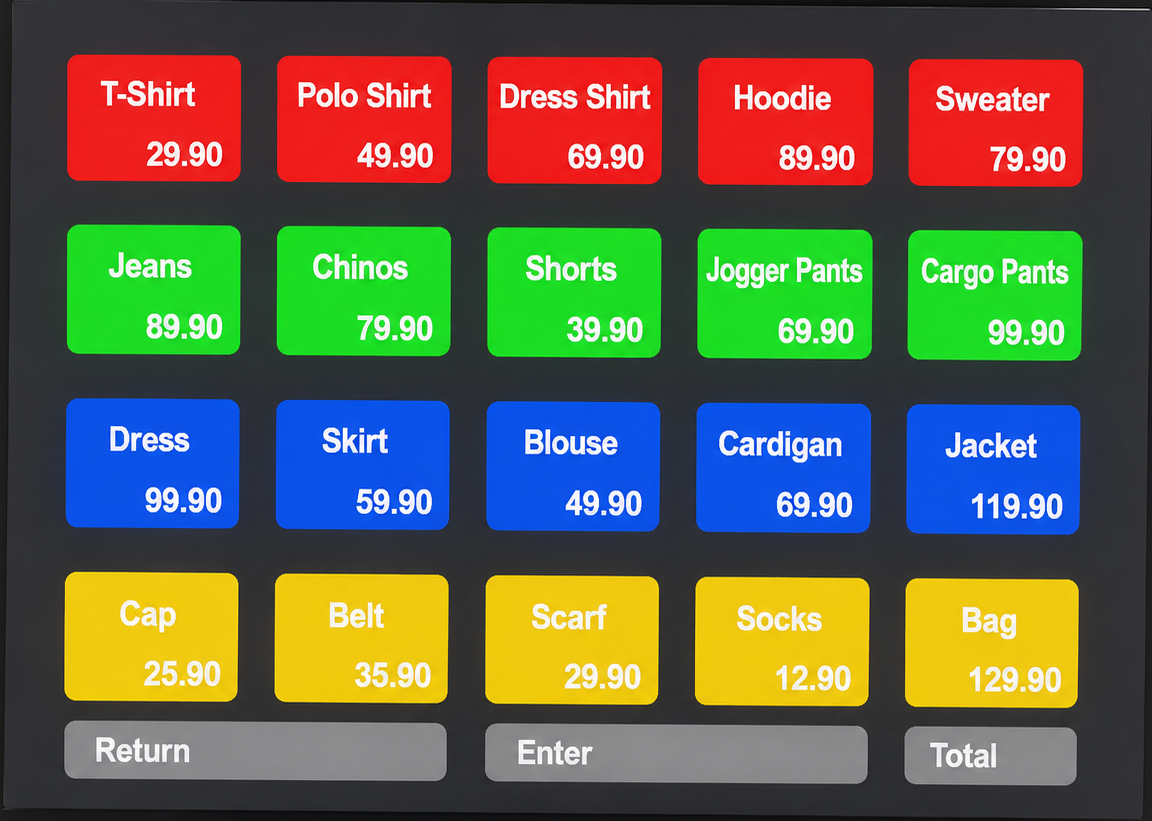 T-Shirt
29.90
Polo Shirt
49.90
Dress Shirt
69.90
Hoodie
89.90
Sweater
79.90
Jeans
89.90
Chinos
79.90
Shorts
39.90
Jogger Pants
69.90
Cargo Pants
99.90
Dress
99.90
Skirt
59.90
Blouse
49.90
Cardigan
69.90
Jacket
119.90
Cap
25.90
Belt
35.90
Scarf
29.90
Socks
12.90
Bag
129.90
Return
Enter
Total